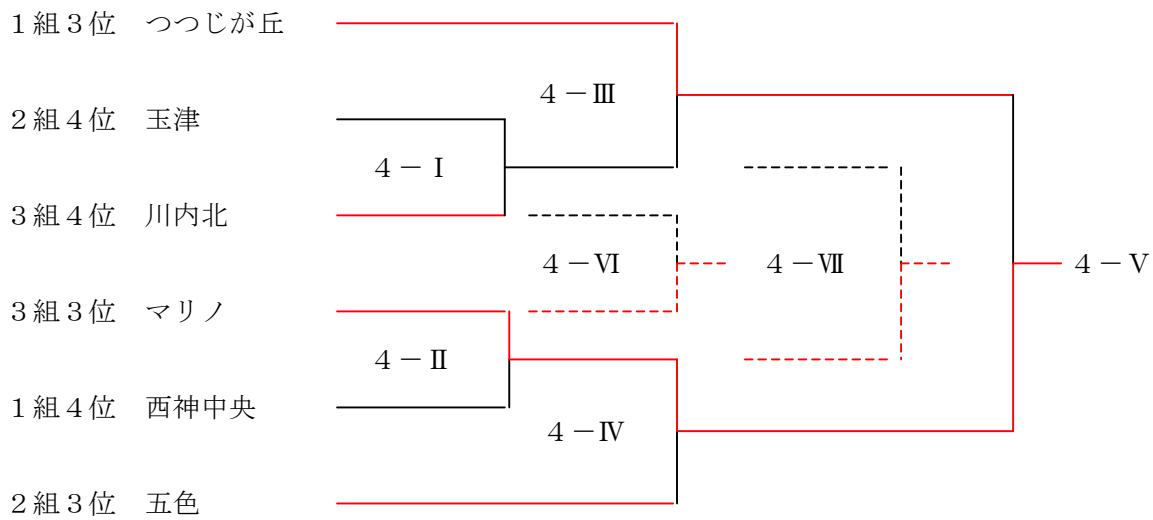 1組3位 つつじが丘
4-Ⅲ
2組4位 玉津
4-Ⅰ
3組4位 川内北
4-Ⅵ
4-Ⅶ
4-Ⅴ
3組3位 マリノ
4-Ⅱ
1組4位 西神中央
4-Ⅳ
2組3位 五色